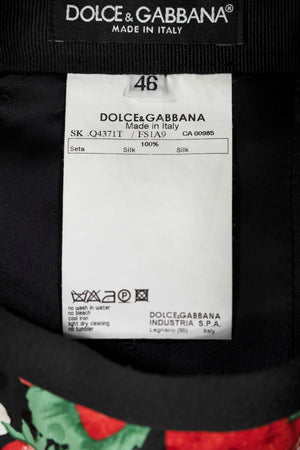 DOLCE & GABBANA
MADE IN ITALY
46
DOLCE&GABBANA
Made in Italy
SK .Q4371T / FS1A9 CA 00985
100%
Seta Silk Silk
no wash in water
no bleach
cool iron
light dry cleaning
no tumbler
DOLCE&GABBANA
INDUSTRIA S.P.A.
Legnano (MI) - Italy